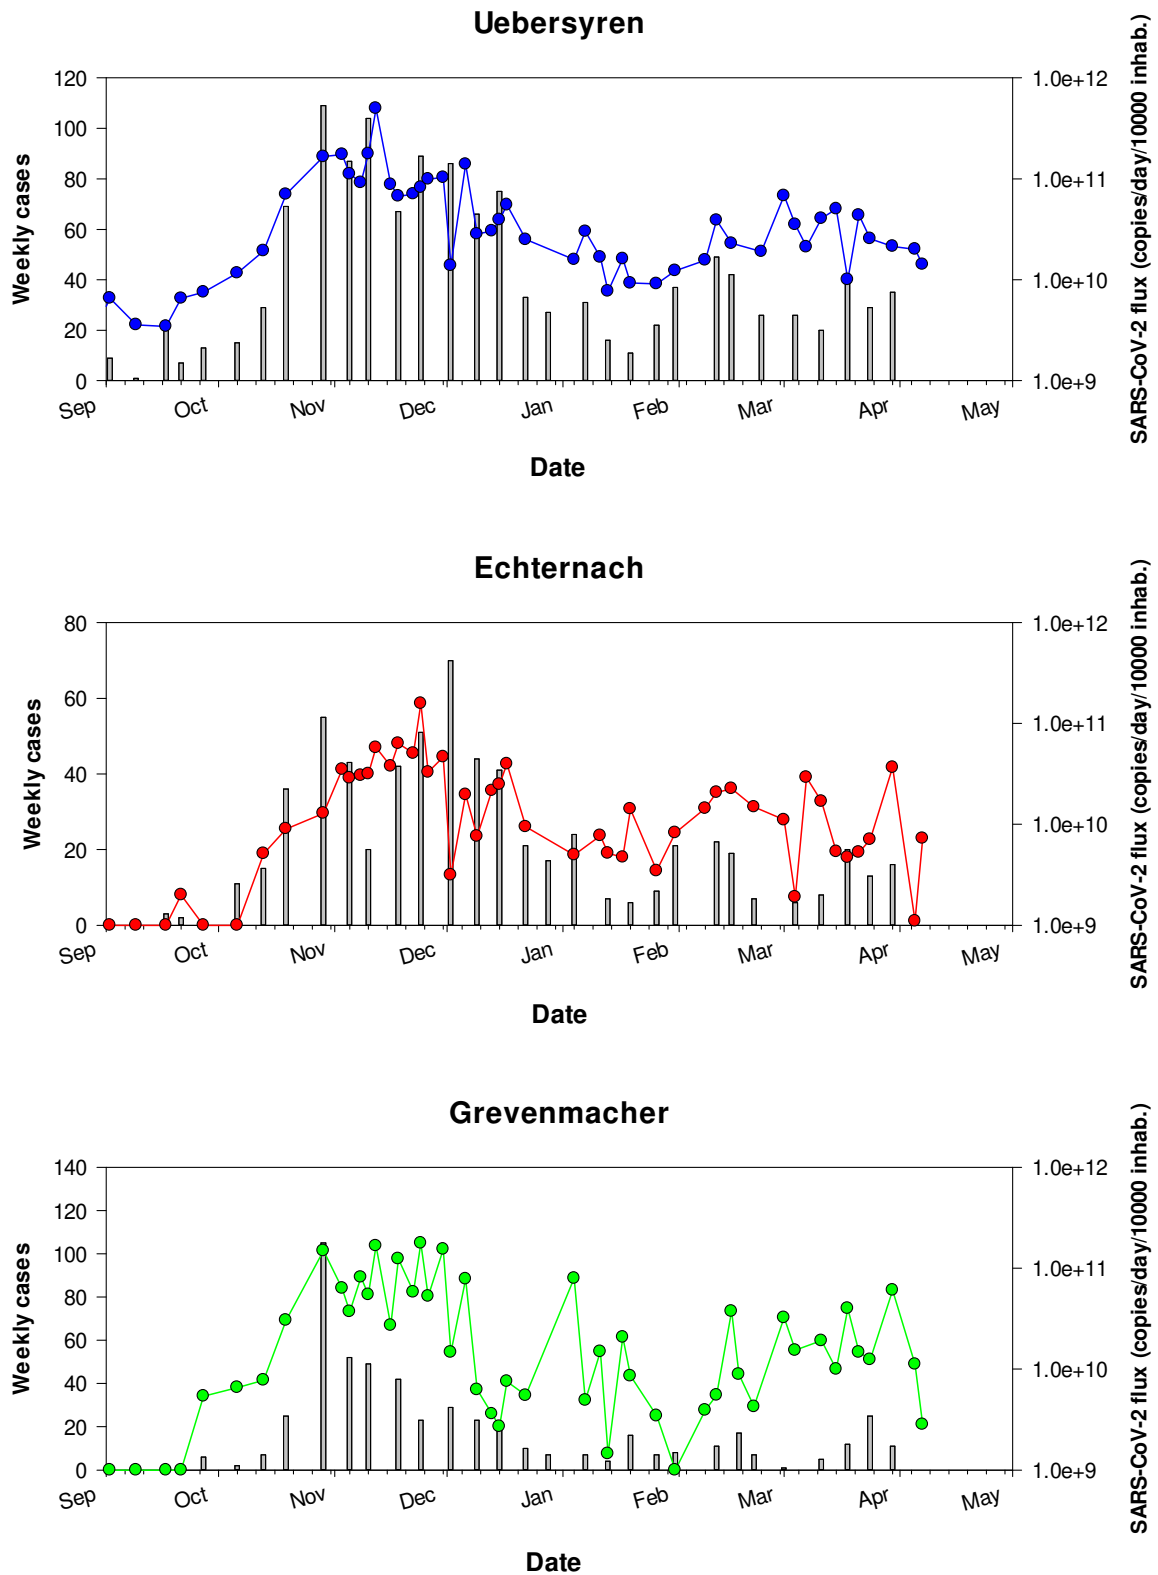 Uebersyren
120
100
80
60
40
20
0
Weekly cases
1.0e+12
1.0e+11
1.0e+10
1.0e+9
SARS-CoV-2 flux (copies/day/10000 inhab.)
Sep Oct Nov Dec Jan Feb Mar Apr May
Date
Echternach
80
60
40
20
0
Weekly cases
1.0e+12
1.0e+11
1.0e+10
1.0e+9
SARS-CoV-2 flux (copies/day/10000 inhab.)
Sep Oct Nov Dec Jan Feb Mar Apr May
Date
Grevenmacher
140
120
100
80
60
40
20
0
Weekly cases
1.0e+12
1.0e+11
1.0e+10
1.0e+9
SARS-CoV-2 flux (copies/day/10000 inhab.)
Sep Oct Nov Dec Jan Feb Mar Apr May
Date